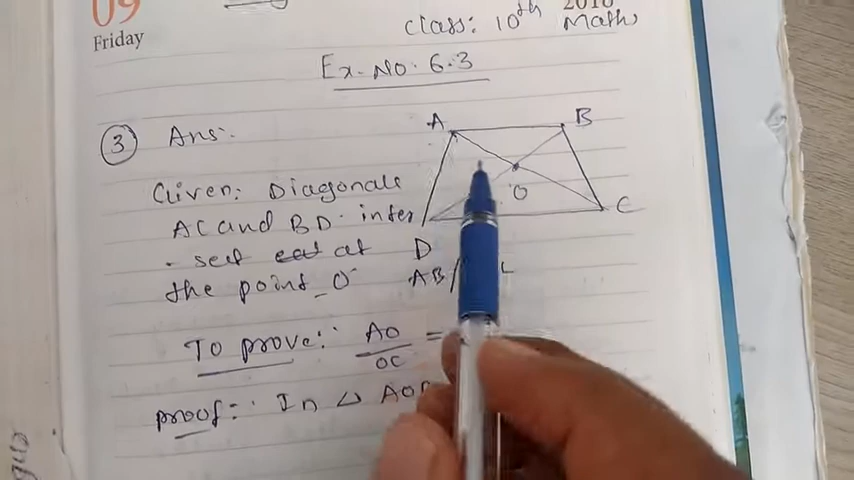 09
Friday
2018
Class: 10th Math
Ex. No. 6.3
3 Ans:
A B
Given: Diagonals
AC and BD inter
O C
. sect at
D
the point O
AB
To prove: AO/OC =
proof: In △ AO